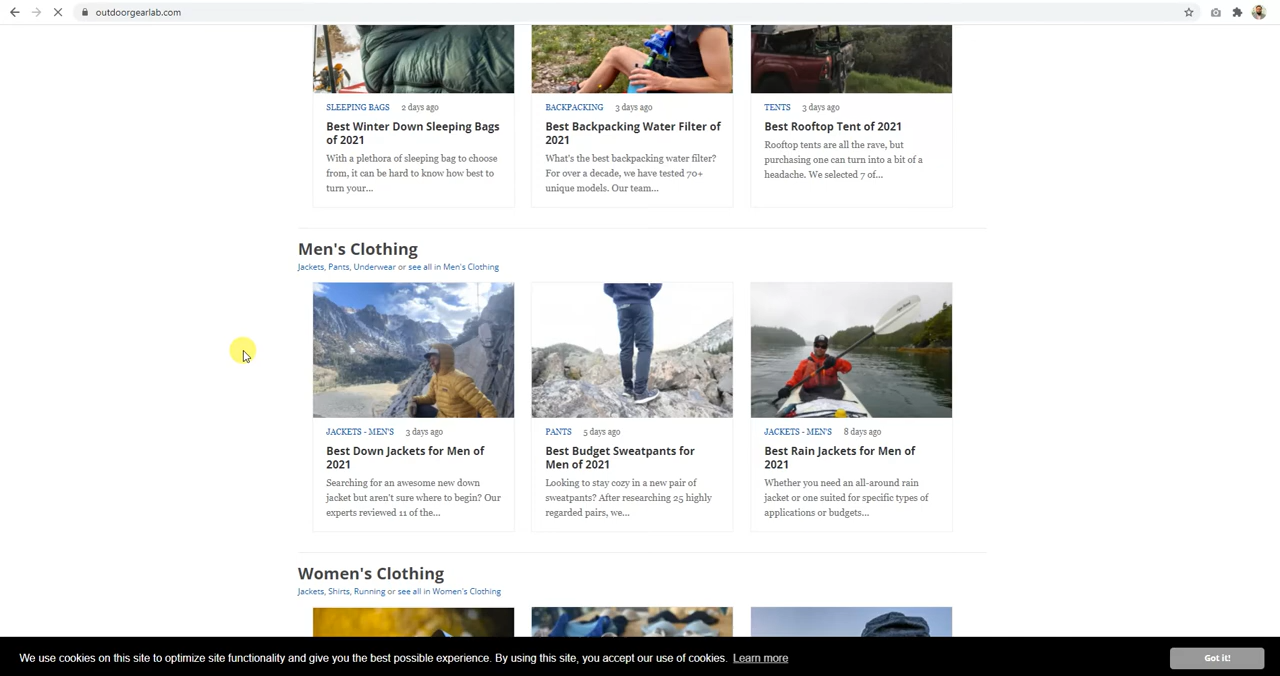 outdoorgearlab.com
SLEEPING BAGS 2 days ago
Best Winter Down Sleeping Bags
of 2021
With a plethora of sleeping bag to choose
from, it can be hard to know how best to
turn your...
BACKPACKING 3 days ago
Best Backpacking Water Filter of
2021
What's the best backpacking water filter?
For over a decade, we have tested 70+
unique models. Our team...
TENTS 3 days ago
Best Rooftop Tent of 2021
Rooftop tents are all the rave, but
purchasing one can turn into a bit of a
headache. We selected 7 of...
Men's Clothing
Jackets, Pants, Underwear or see all in Men's Clothing
JACKETS - MEN'S 3 days ago
Best Down Jackets for Men of
2021
Searching for an awesome new down
jacket but aren't sure where to begin? Our
experts reviewed 11 of the...
PANTS 5 days ago
Best Budget Sweatpants for
Men of 2021
Looking to stay cozy in a new pair of
sweatpants? After researching 25 highly
regarded pairs, we...
JACKETS - MEN'S 8 days ago
Best Rain Jackets for Men of
2021
Whether you need an all-around rain
jacket or one suited for specific types of
applications or budgets...
Women's Clothing
Jackets, Shirts, Running or see all in Women's Clothing
We use cookies on this site to optimize site functionality and give you the best possible experience. By using this site, you accept our use of cookies. Learn more
Got it!